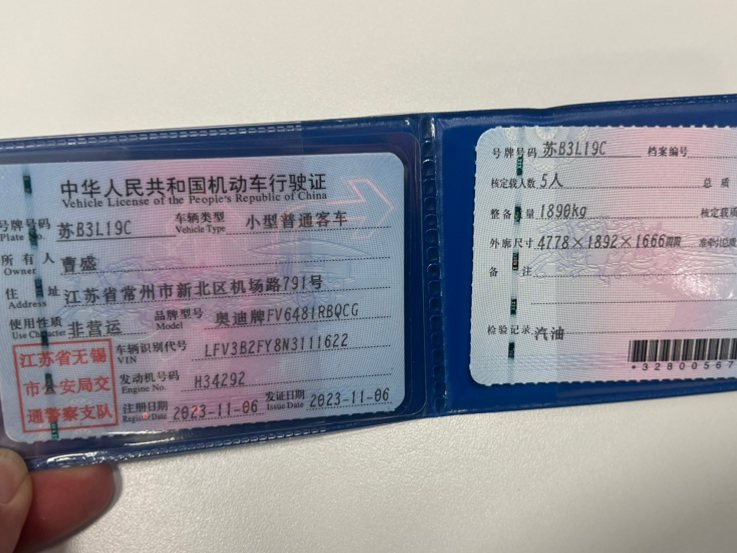 中华人民共和国机动车行驶证
Vehicle License of the People's Republic of China
号牌号码 苏B3L19C 车辆类型 小型普通客车
Plate No. Vehicle Type
所有人 曹盛
Owner
住址 江苏省常州市新北区机场路791号
Address
使用性质 非营运 品牌型号 奥迪牌FV6481RBQCG
Use Character Model
江苏省无锡
市公安局交
通警察支队
车辆识别代号 LFV3B2FY8N3111622
VIN
发动机号码 H34292
Engine No.
注册日期 2023-11-06 发证日期 2023-11-06
Register Date Issue Date
号牌号码 苏B3L19C 档案编号
核定载人数 5人 总质
整备质量 1890kg 核定载质
外廓尺寸 4778×1892×1666 准牵引总质
备注
检验记录 汽油
*32800567